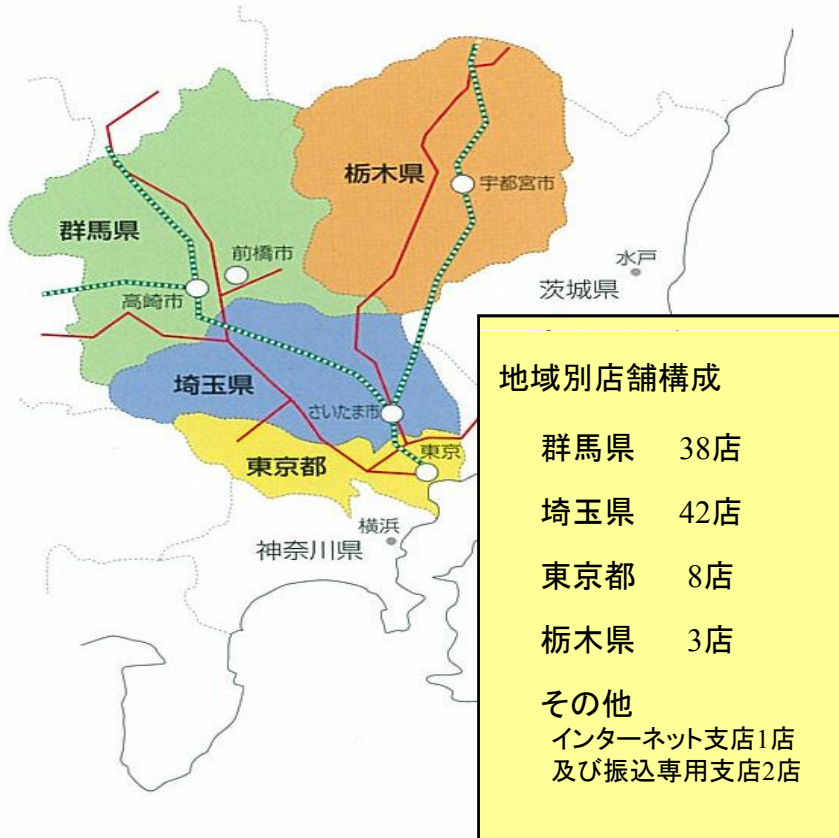 栃木県
宇都宮市
群馬県
前橋市
水戸
高崎市
茨城県
埼玉県
さいたま市
東京
東京都
横浜
神奈川県
地域別店舗構成
群馬県 38店
埼玉県 42店
東京都 8店
栃木県 3店
その他
インターネット支店1店
及び振込専用支店2店